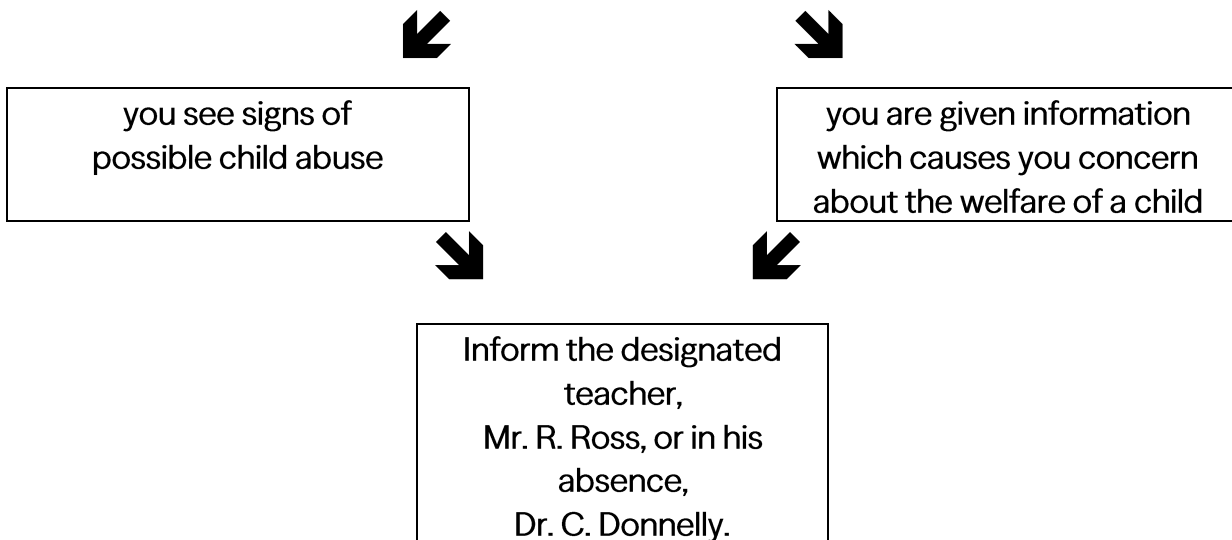 you see signs of
possible child abuse
you are given information
which causes you concern
about the welfare of a child
Inform the designated
teacher,
Mr. R. Ross, or in his
absence,
Dr. C. Donnelly.